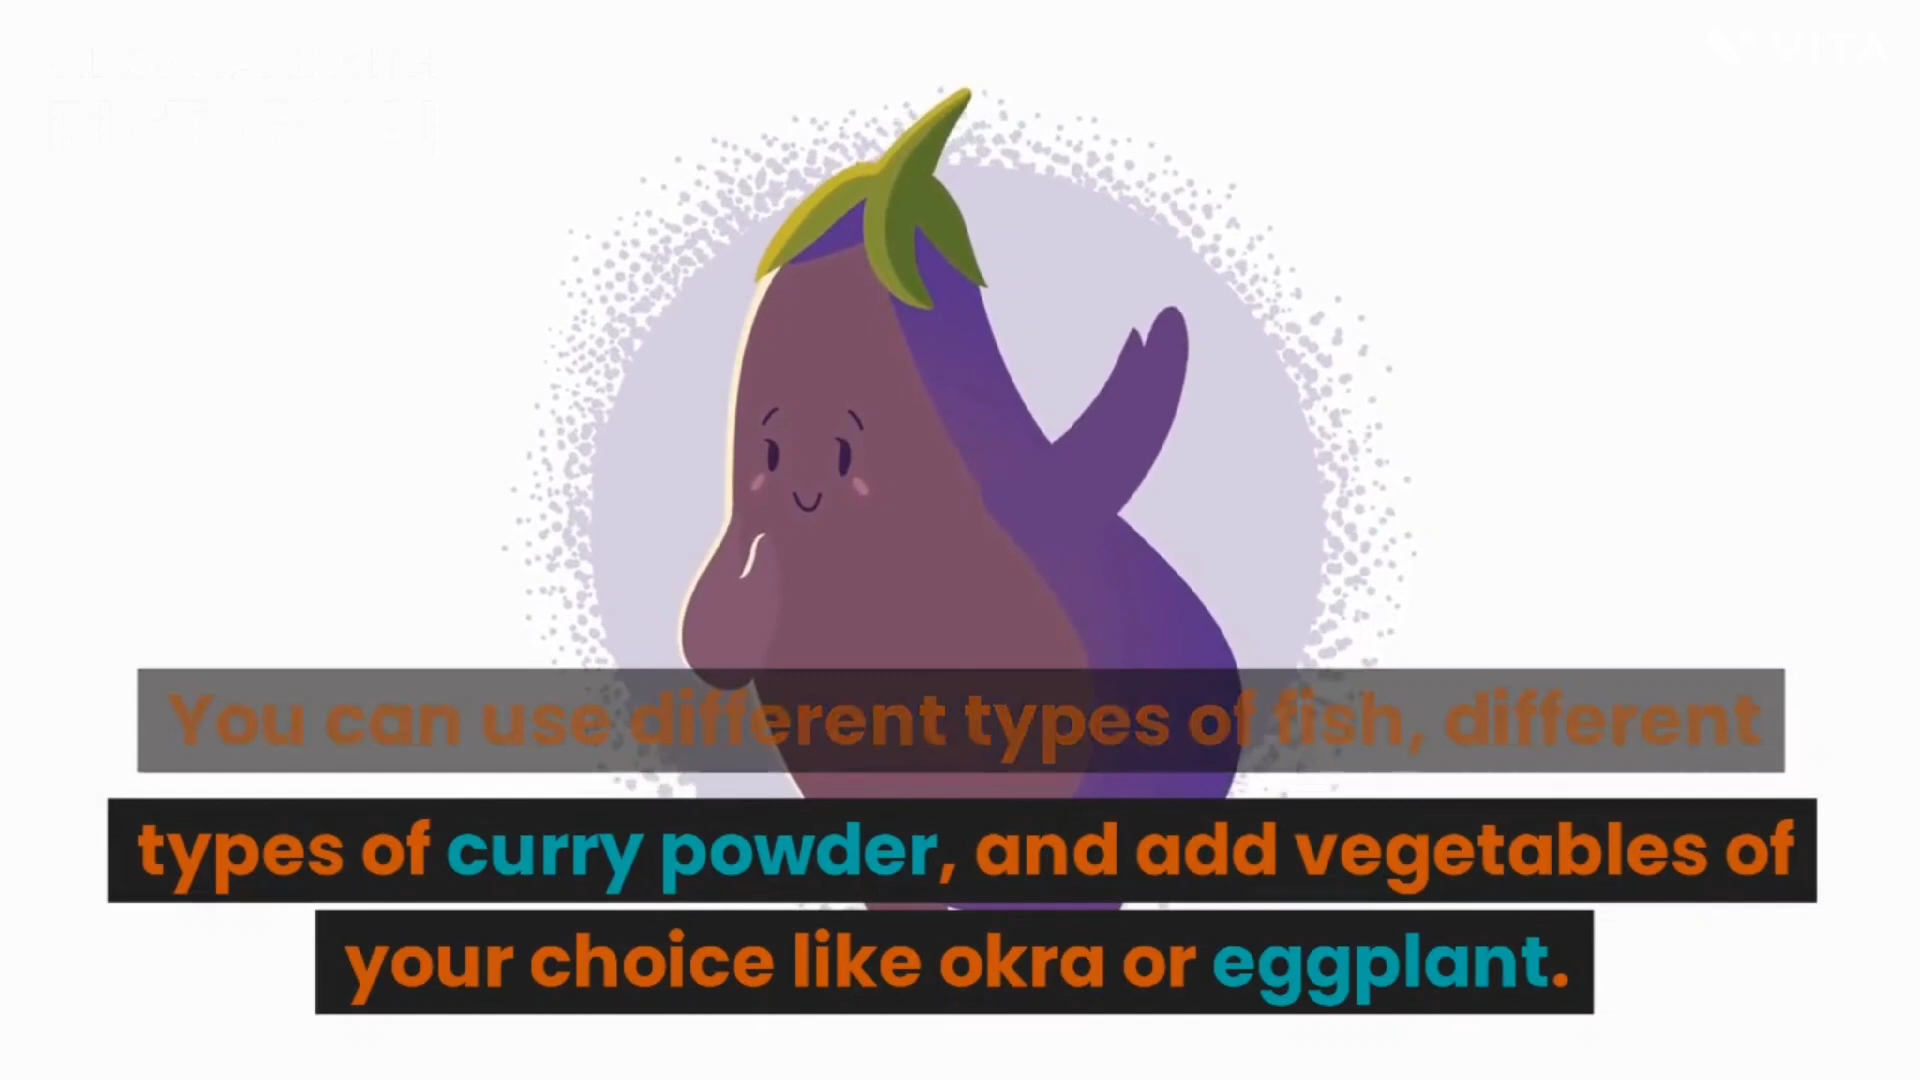 VITA
You can use different types of fish, different
types of curry powder, and add vegetables of
your choice like okra or eggplant.